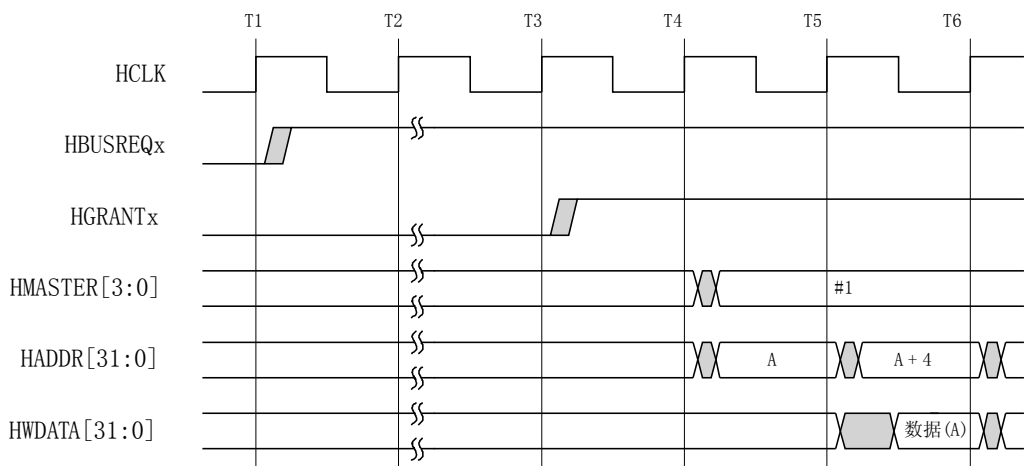 T1 T2 T3 T4 T5 T6
HCLK
HBUSREQx
HGRANTx
HMASTER[3:0] #1
HADDR[31:0] A A+4
HWDATA[31:0] 数据(A)